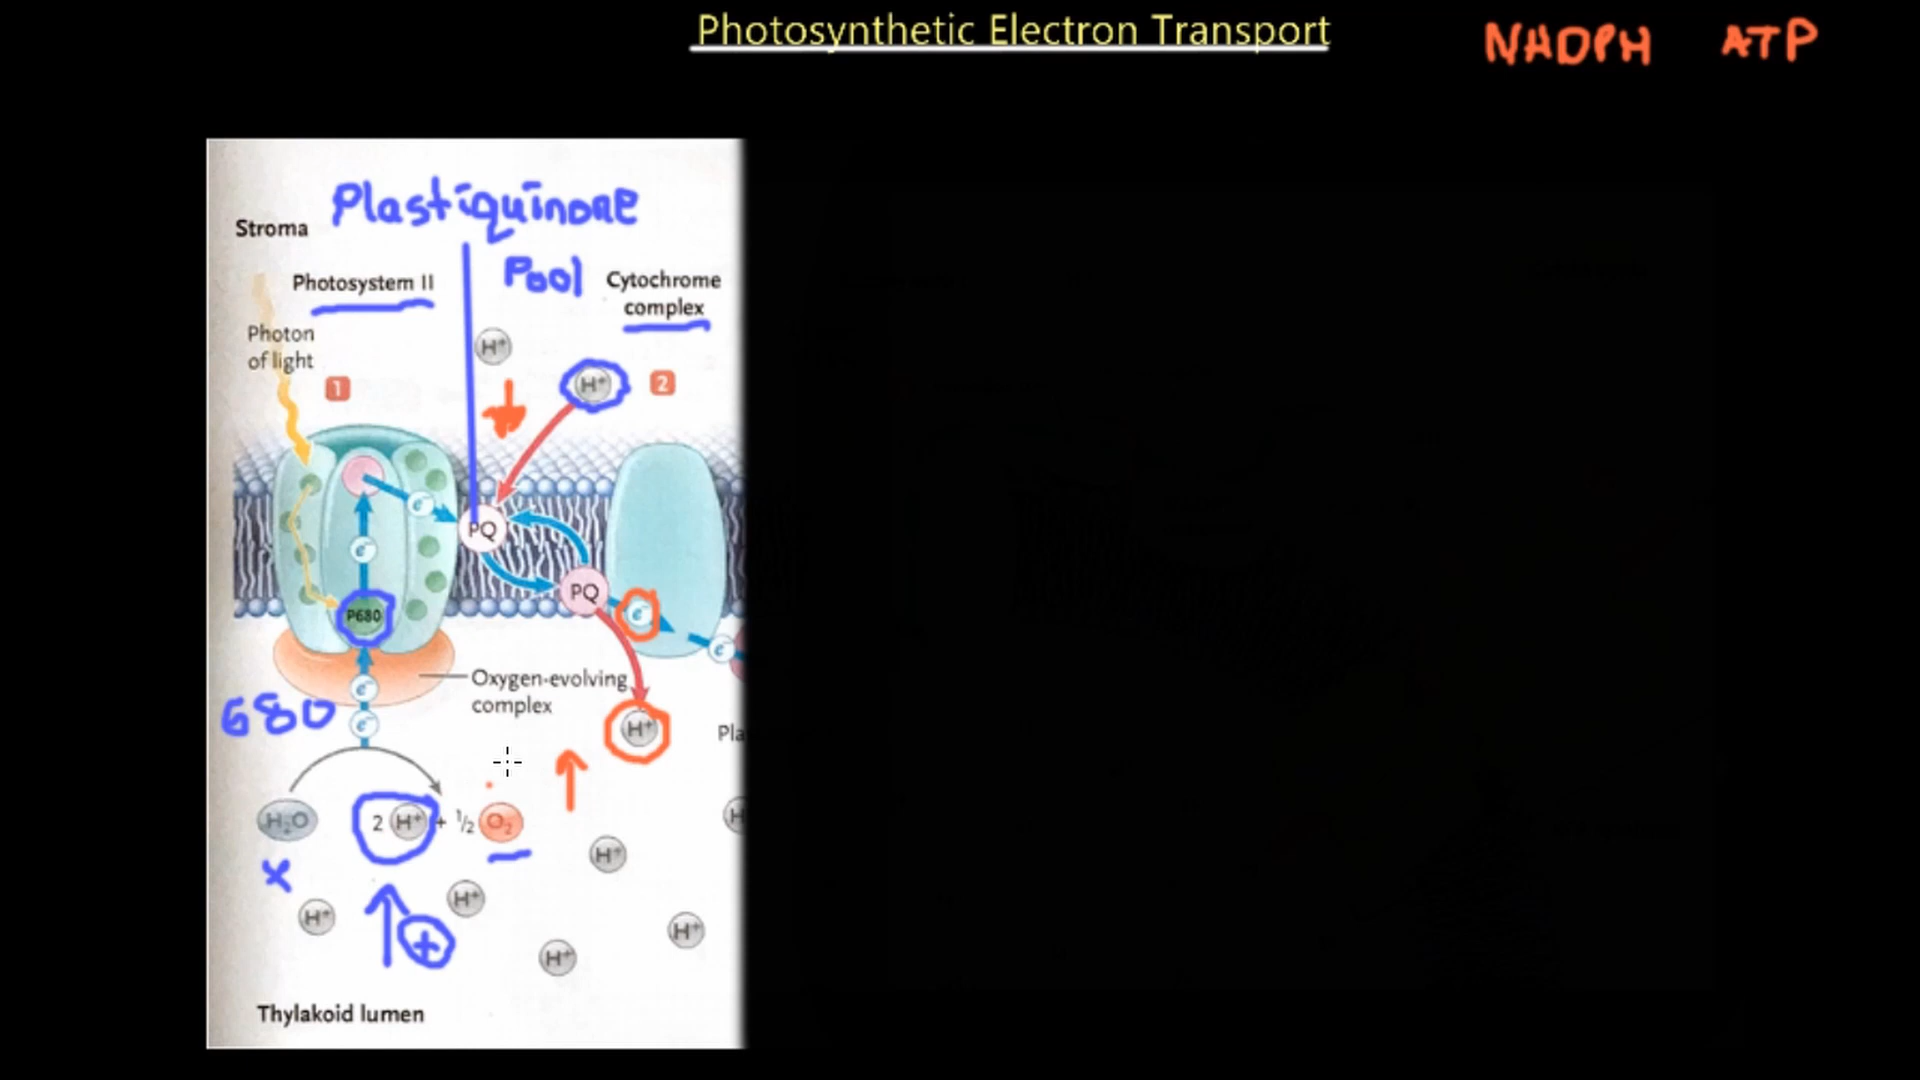 Photosynthetic Electron Transport
NADPH ATP
Plastiquinone
Stroma
Pool
Photosystem II
Cytochrome
complex
Photon
of light
H+
1
H+
2
e-
PQ
e-
PQ
P680
e-
e-
Oxygen-evolving
complex
e-
680
e-
H+
Pla
H2O
2 H+ + 1/2 O2
H+
x
H+
H+
H+
+
H+
H+
Thylakoid lumen